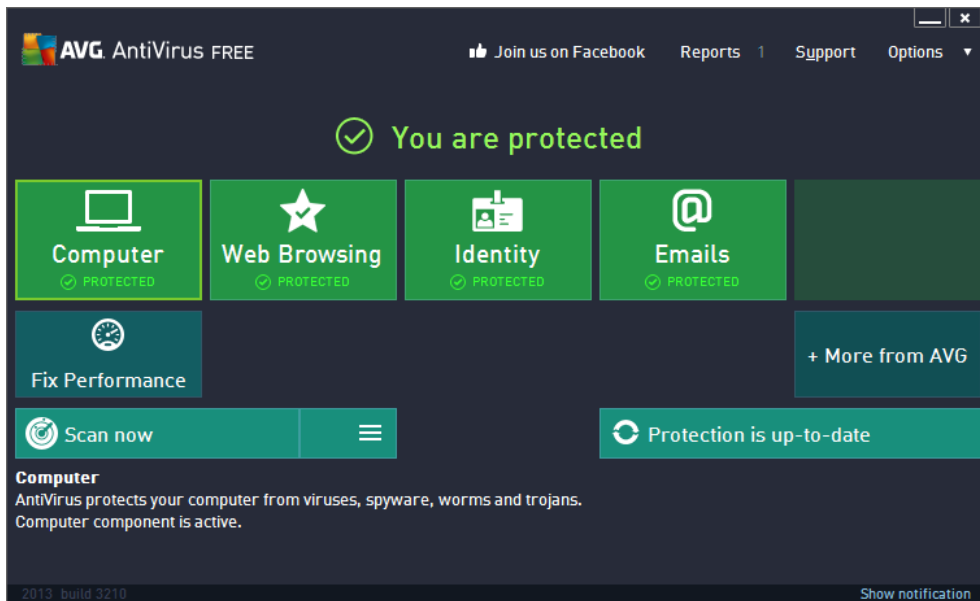 AVG. AntiVirus FREE
Join us on Facebook Reports 1 Support Options
You are protected
Computer
PROTECTED
Web Browsing
PROTECTED
Identity
PROTECTED
Emails
PROTECTED
Fix Performance
+ More from AVG
Scan now
Protection is up-to-date
Computer
AntiVirus protects your computer from viruses, spyware, worms and trojans.
Computer component is active.
2013 build 3210
Show notification